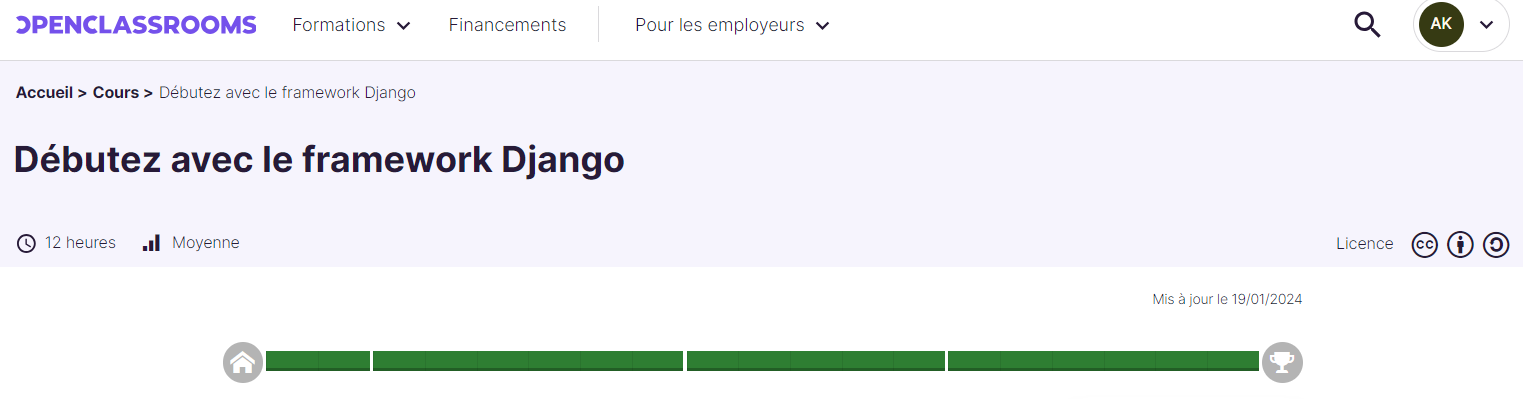 OPENCLASSROOMS Formations Financements Pour les employeurs AK
Accueil > Cours > Débutez avec le framework Django
Débutez avec le framework Django
12 heures Moyenne Licence cc
Mis à jour le 19/01/2024